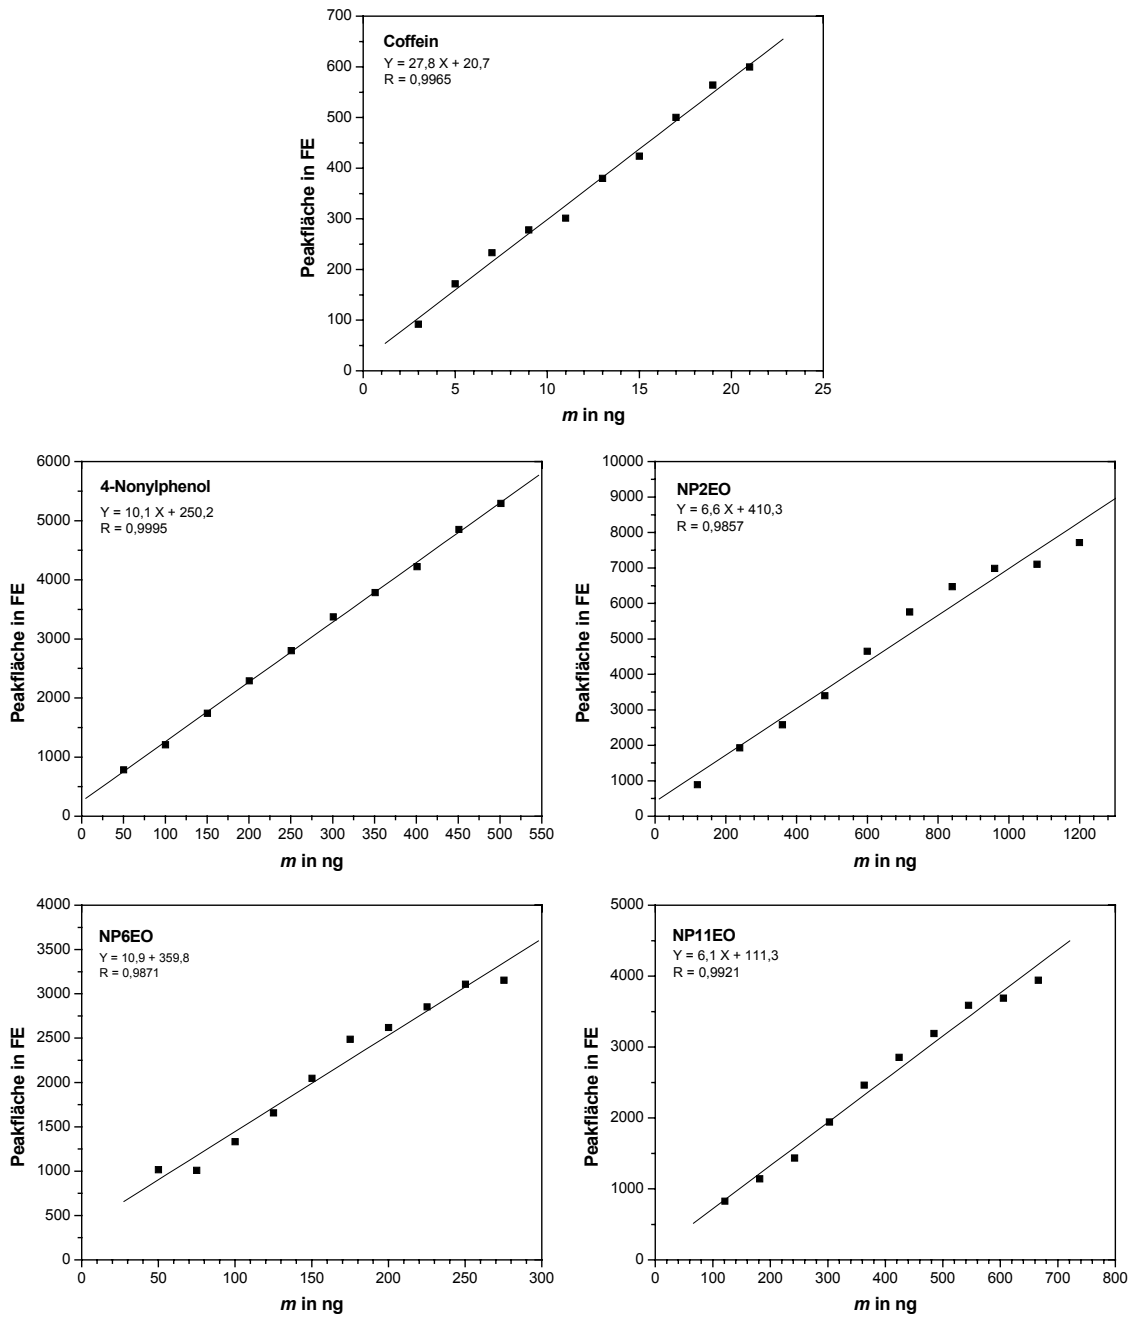 700
600
500
400
300
200
100
0
Peakfläche in FE
Coffein
Y = 27,8 X + 20,7
R = 0,9965
0 5 10 15 20 25
m in ng
6000
5000
4000
3000
2000
1000
0
Peakfläche in FE
4-Nonylphenol
Y = 10,1 X + 250,2
R = 0,9995
0 50 100 150 200 250 300 350 400 450 500 550
m in ng
10000
9000
8000
7000
6000
5000
4000
3000
2000
1000
0
Peakfläche in FE
NP2EO
Y = 6,6 X + 410,3
R = 0,9857
0 200 400 600 800 1000 1200
m in ng
4000
3500
3000
2500
2000
1500
1000
500
0
Peakfläche in FE
NP6EO
Y = 10,9 + 359,8
R = 0,9871
0 50 100 150 200 250 300
m in ng
5000
4000
3000
2000
1000
0
Peakfläche in FE
NP11EO
Y = 6,1 X + 111,3
R = 0,9921
0 100 200 300 400 500 600 700 800
m in ng